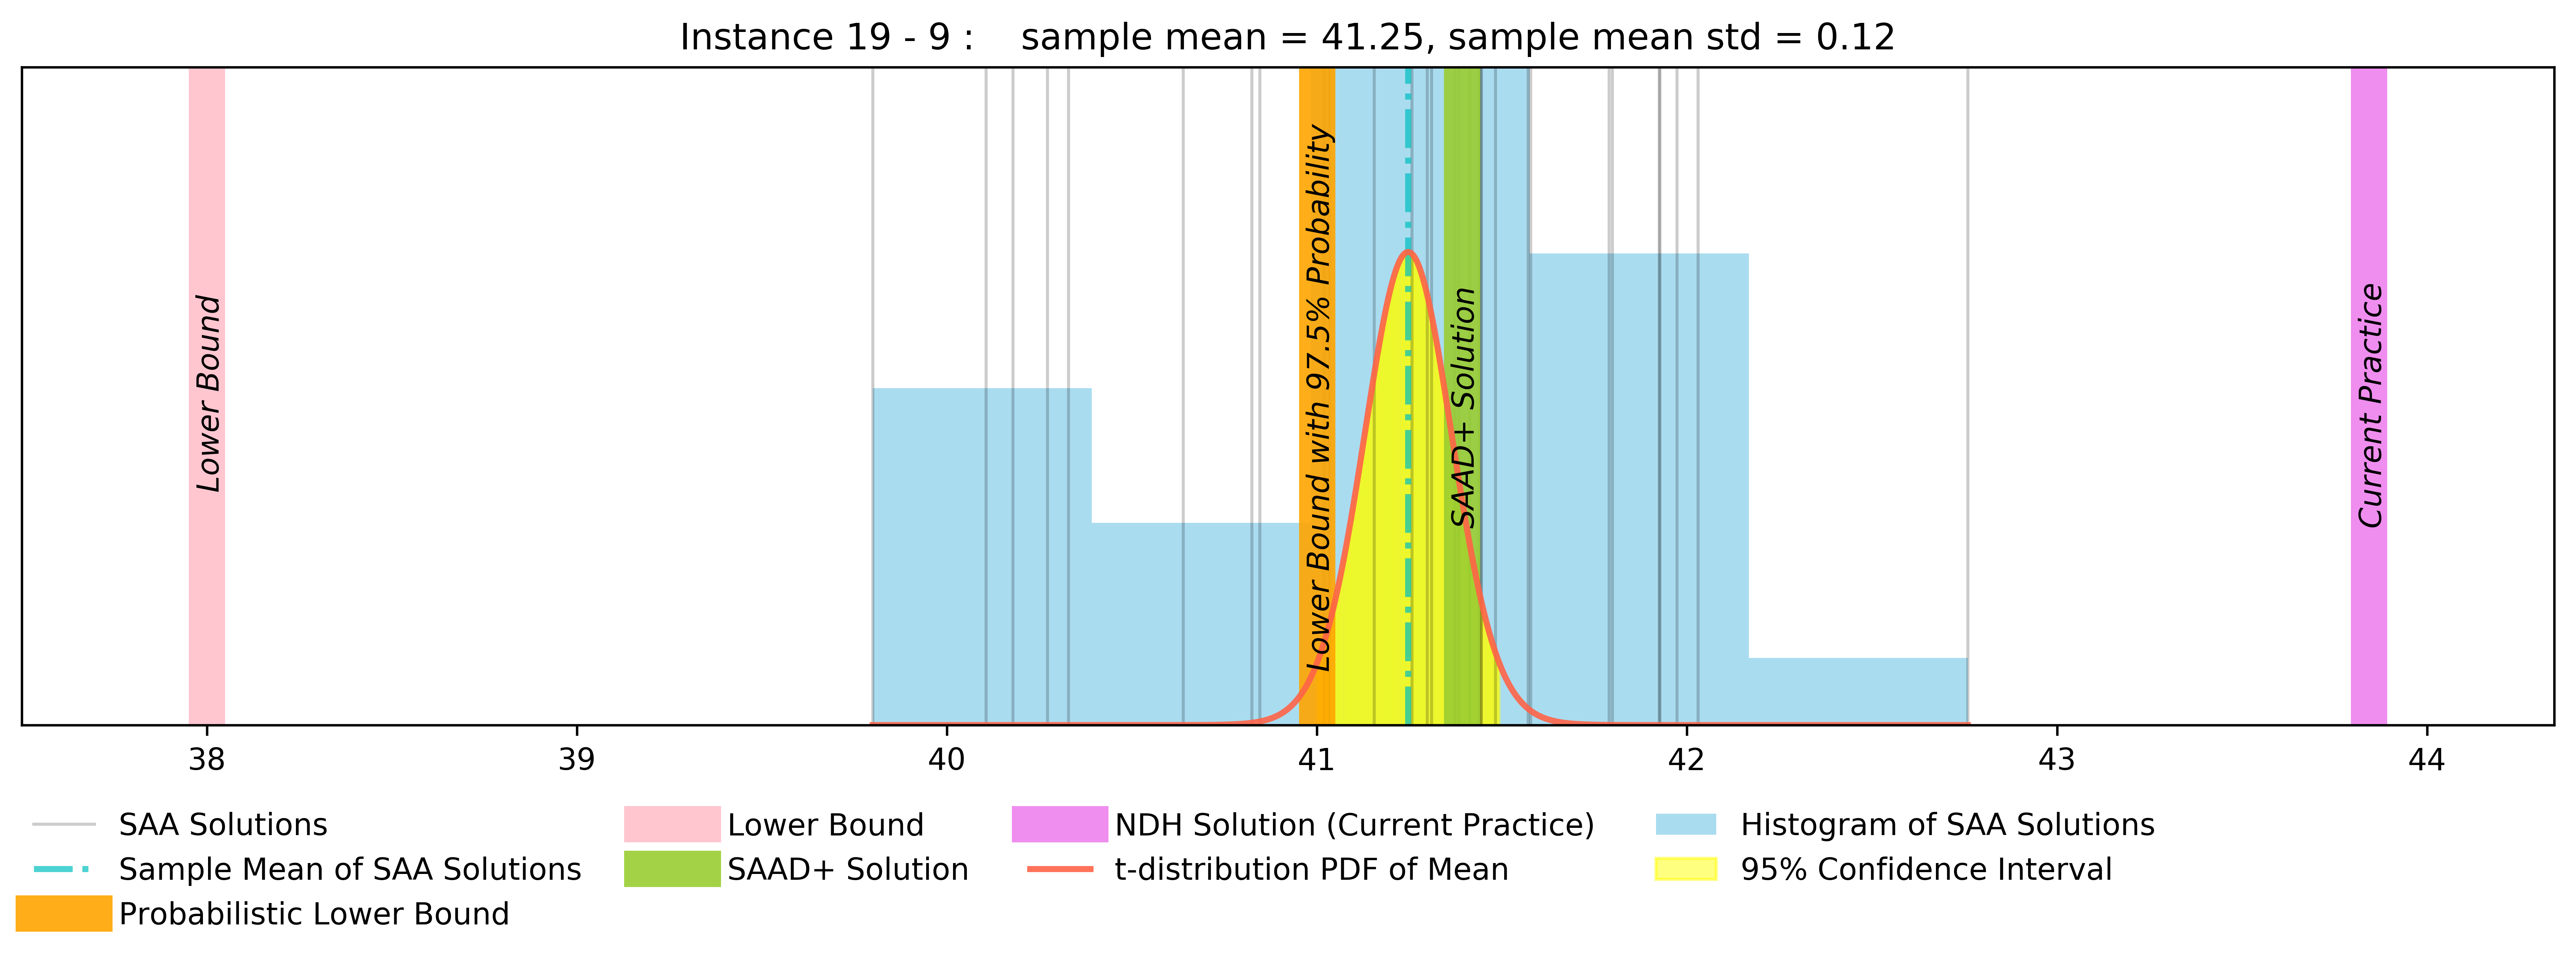 Instance 19 - 9 :    sample mean = 41.25, sample mean std = 0.12
Lower Bound
Lower Bound with 97.5% Probability
SAAD+ Solution
Current Practice
38 39 40 41 42 43 44
SAA Solutions
Sample Mean of SAA Solutions
Probabilistic Lower Bound
Lower Bound
SAAD+ Solution
NDH Solution (Current Practice)
t-distribution PDF of Mean
Histogram of SAA Solutions
95% Confidence Interval